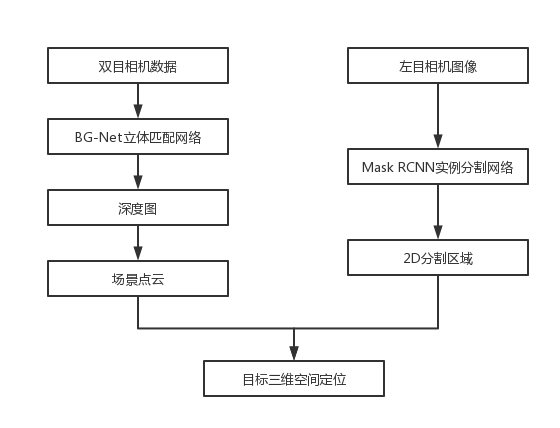 双目相机数据
左目相机图像
BG-Net立体匹配网络
Mask RCNN实例分割网络
深度图
2D分割区域
场景点云
目标三维空间定位